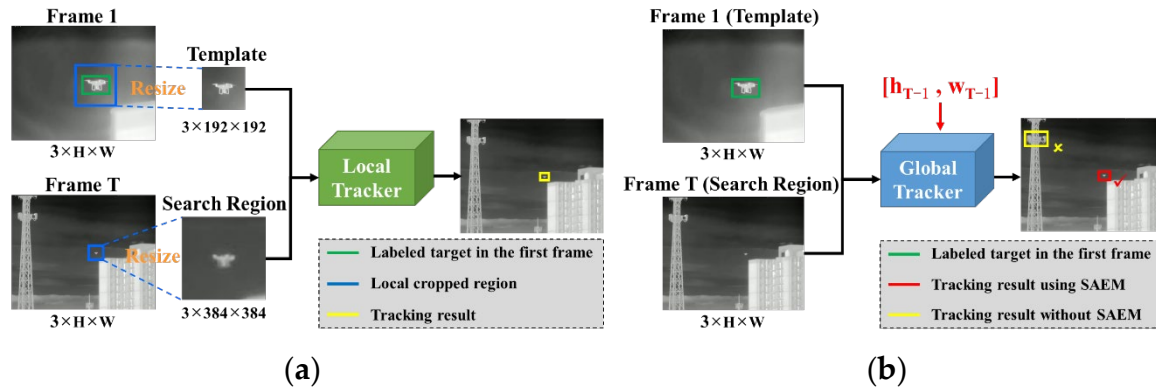 Frame 1
Template
Resize
3×192×192
3×H×W
Frame T
Search Region
Resize
3×384×384
3×H×W
Local
Tracker
Labeled target in the first frame
Local cropped region
Tracking result
(a)
Frame 1 (Template)
3×H×W
[h_{T−1} , w_{T−1}]
Frame T (Search Region)
3×H×W
Global
Tracker
Labeled target in the first frame
Tracking result using SAEM
Tracking result without SAEM
(b)